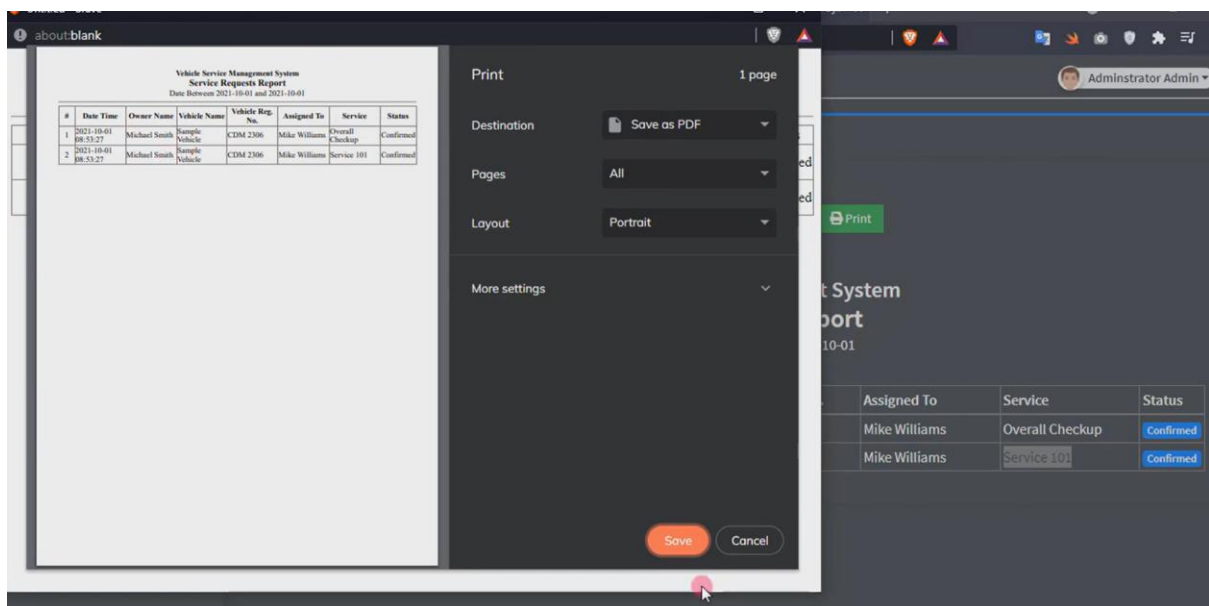 about:blank
Adminstrator Admin
Vehicle Service Management System
Service Requests Report
Date Between 2021-10-01 and 2021-10-01
# Date Time Owner Name Vehicle Name Vehicle Reg. No. Assigned To Service Status
1 2021-10-01 08:53:27 Michael Smith Sample Vehicle CDM 2306 Mike Williams Overall Checkup Confirmed
2 2021-10-01 08:53:27 Michael Smith Sample Vehicle CDM 2306 Mike Williams Service 101 Confirmed
Print 1 page
Destination Save as PDF
Pages All
Layout Portrait
More settings
Save Cancel
ed
ed
Print
t System
port
10-01
Assigned To Service Status
Mike Williams Overall Checkup Confirmed
Mike Williams Service 101 Confirmed